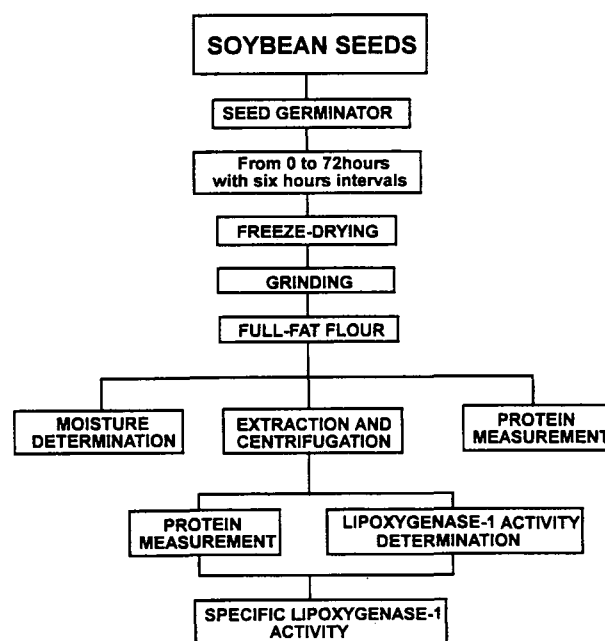 SOYBEAN SEEDS
SEED GERMINATOR
From 0 to 72hours
with six hours intervals
FREEZE-DRYING
GRINDING
FULL-FAT FLOUR
MOISTURE
DETERMINATION
EXTRACTION AND
CENTRIFUGATION
PROTEIN
MEASUREMENT
PROTEIN
MEASUREMENT
LIPOXYGENASE-1 ACTIVITY
DETERMINATION
SPECIFIC LIPOXYGENASE-1
ACTIVITY